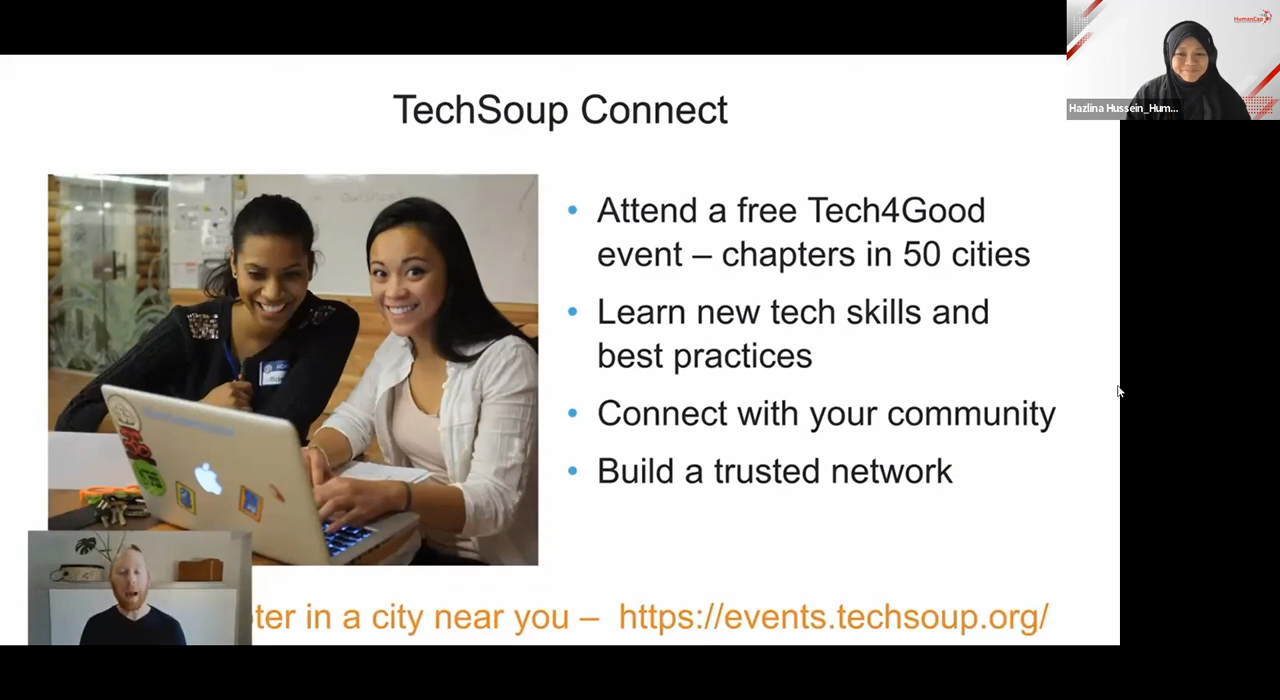 HumanCap
Hazlina Hussein_Hum...
TechSoup Connect
Attend a free Tech4Good
event – chapters in 50 cities
Learn new tech skills and
best practices
Connect with your community
Build a trusted network
ter in a city near you – https://events.techsoup.org/